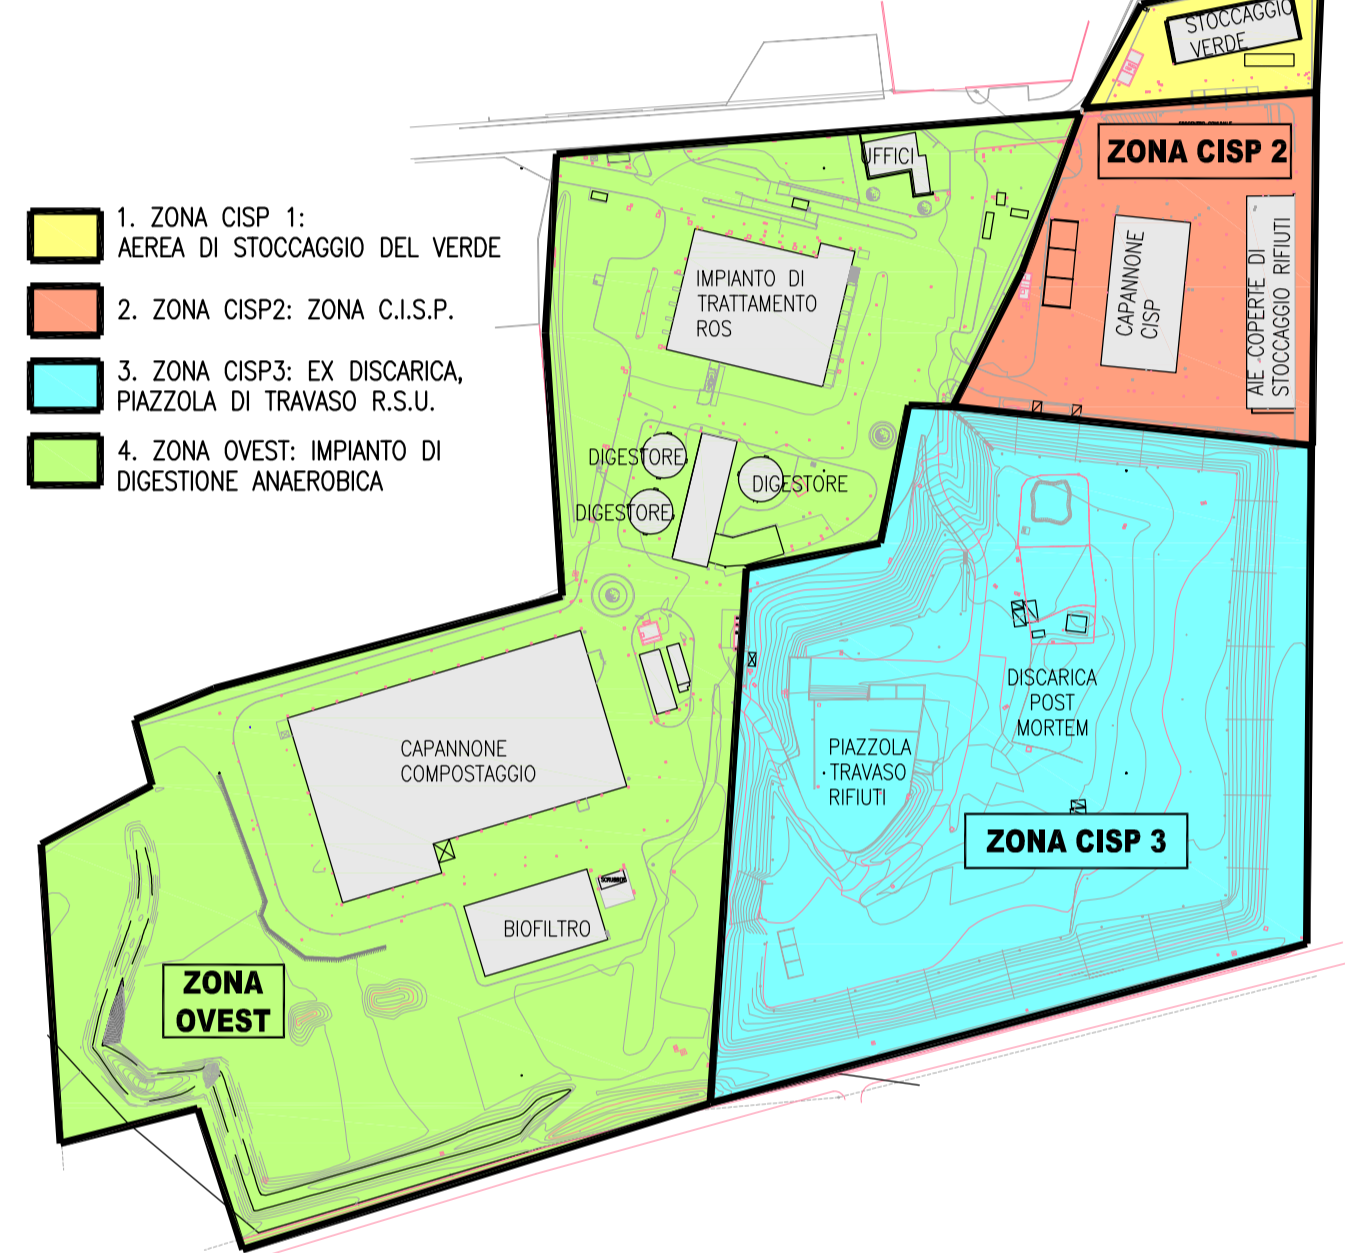 STOCCAGGIO
VERDE
ZONA CISP 2
UFFICI
1. ZONA CISP 1:
AEREA DI STOCCAGGIO DEL VERDE
2. ZONA CISP2: ZONA C.I.S.P.
3. ZONA CISP3: EX DISCARICA,
PIAZZOLA DI TRAVASO R.S.U.
4. ZONA OVEST: IMPIANTO DI
DIGESTIONE ANAEROBICA
IMPIANTO DI
TRATTAMENTO
ROS
CAPANNONE
CISP
AIE COPERTE DI
STOCCAGGIO RIFIUTI
DIGESTORE
DIGESTORE
DIGESTORE
DISCARICA
POST
MORTEM
CAPANNONE
COMPOSTAGGIO
PIAZZOLA
TRAVASO
RIFIUTI
ZONA CISP 3
BIOFILTRO
ZONA
OVEST